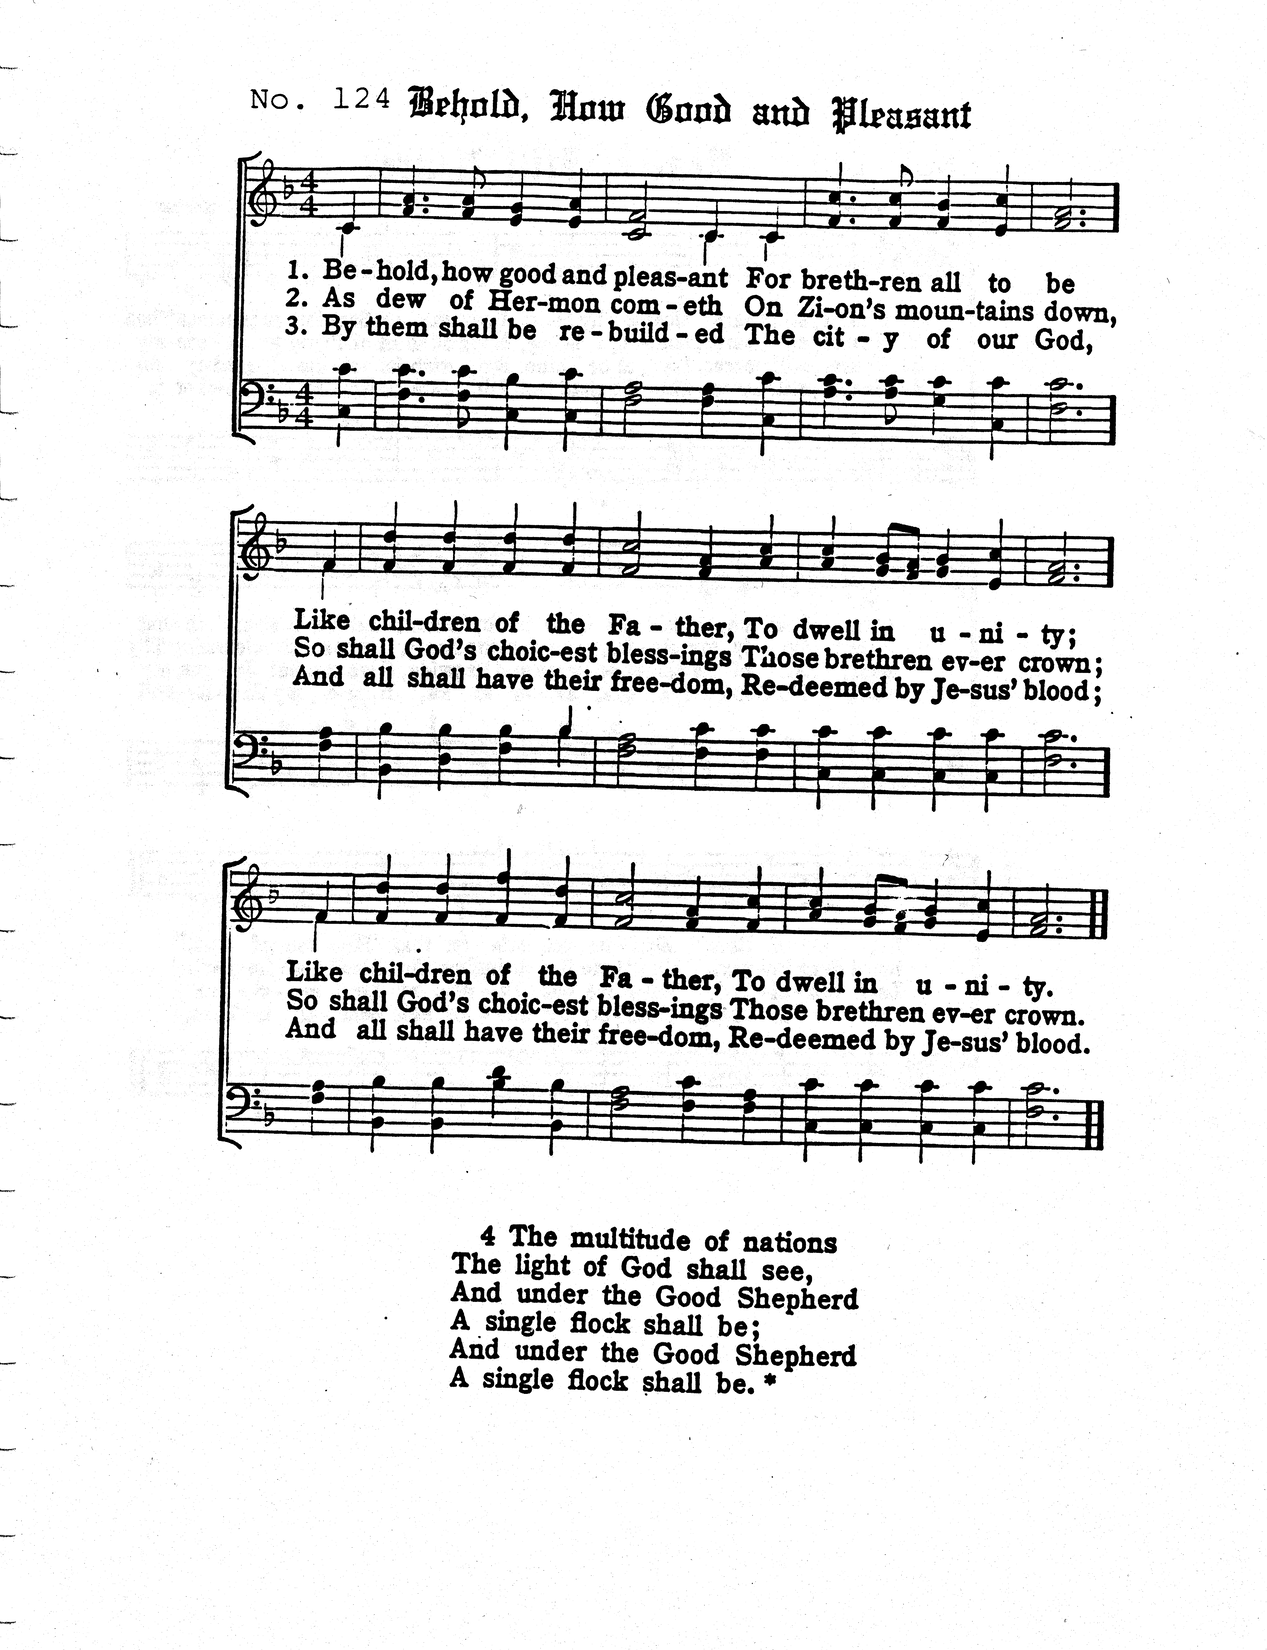 No. 124 Behold, How Good and Pleasant
4
4
1. Be-hold, how good and pleas-ant For breth-ren all to be
2. As dew of Her-mon com-eth On Zi-on's moun-tains down,
3. By them shall be re-build-ed The cit-y of our God,
4
4
Like chil-dren of the Fa-ther, To dwell in u-ni-ty;
So shall God's choic-est bless-ings Those brethren ev-er crown;
And all shall have their free-dom, Re-deemed by Je-sus' blood;
Like chil-dren of the Fa-ther, To dwell in u-ni-ty.
So shall God's choic-est bless-ings Those brethren ev-er crown.
And all shall have their free-dom, Re-deemed by Je-sus' blood.
4 The multitude of nations
The light of God shall see,
And under the Good Shepherd
A single flock shall be;
And under the Good Shepherd
A single flock shall be. *